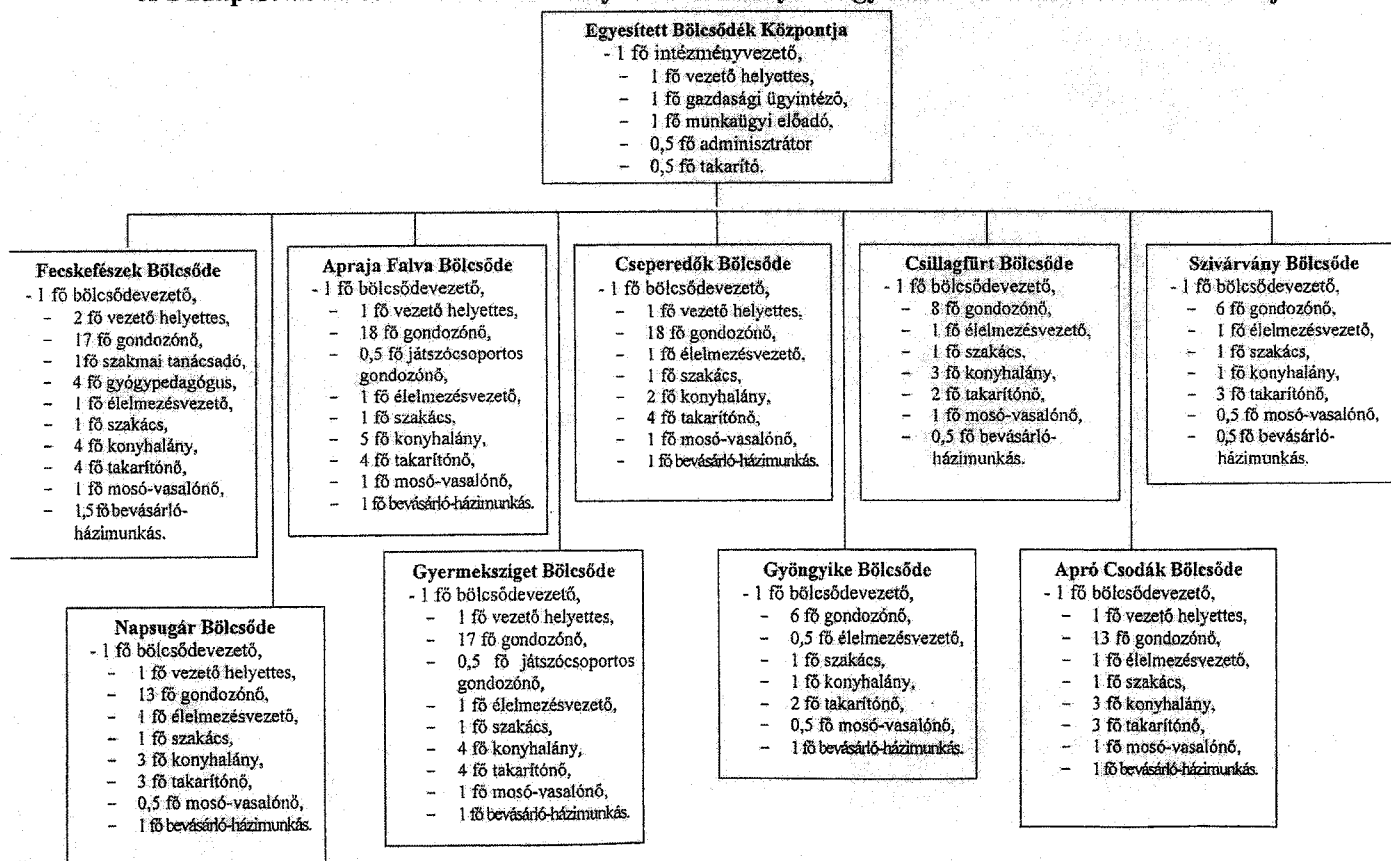 Egyesített Bölcsődék Központja
- 1 fő intézményvezető,
– 1 fő vezető helyettes,
– 1 fő gazdasági ügyintéző,
– 1 fő munkaügyi előadó,
– 0,5 fő adminisztrátor
– 0,5 fő takarító.
Fecskefészek Bölcsőde
- 1 fő bölcsődevezető,
– 2 fő vezető helyettes,
– 17 fő gondozónő,
– 1fő szakmai tanácsadó,
– 4 fő gyógypedagógus,
– 1 fő élelmezésvezető,
– 1 fő szakács,
– 4 fő konyhalány,
– 4 fő takarítónő,
– 1 fő mosó-vasalónő,
– 1,5 fő bevásárló-
házimunkás.
Apraja Falva Bölcsőde
- 1 fő bölcsődevezető,
– 1 fő vezető helyettes,
– 18 fő gondozónő,
– 0,5 fő játszócsoportos
gondozónő,
– 1 fő élelmezésvezető,
– 1 fő szakács,
– 5 fő konyhalány,
– 4 fő takarítónő,
– 1 fő mosó-vasalónő,
– 1 fő bevásárló-házimunkás.
Cseperedők Bölcsőde
- 1 fő bölcsődevezető,
– 1 fő vezető helyettes,
– 18 fő gondozónő,
– 1 fő élelmezésvezető,
– 1 fő szakács,
– 2 fő konyhalány,
– 4 fő takarítónő,
– 1 fő mosó-vasalónő,
– 1 fő bevásárló-házimunkás.
Csillagfürt Bölcsőde
- 1 fő bölcsődevezető,
– 8 fő gondozónő,
– 1 fő élelmezésvezető,
– 1 fő szakács,
– 3 fő konyhalány,
– 2 fő takarítónő,
– 1 fő mosó-vasalónő,
– 0,5 fő bevásárló-
házimunkás.
Szivárvány Bölcsőde
- 1 fő bölcsődevezető,
– 6 fő gondozónő,
– 1 fő élelmezésvezető,
– 1 fő szakács,
– 1 fő konyhalány,
– 3 fő takarítónő,
– 0,5 fő mosó-vasalónő,
– 0,5 fő bevásárló-
házimunkás.
Napsugár Bölcsőde
- 1 fő bölcsődevezető,
– 1 fő vezető helyettes,
– 13 fő gondozónő,
– 1 fő élelmezésvezető,
– 1 fő szakács,
– 3 fő konyhalány,
– 3 fő takarítónő,
– 0,5 fő mosó-vasalónő,
– 1 fő bevásárló-házimunkás.
Gyermeksziget Bölcsőde
- 1 fő bölcsődevezető,
– 1 fő vezető helyettes,
– 17 fő gondozónő,
– 0,5 fő játszócsoportos
gondozónő,
– 1 fő élelmezésvezető,
– 1 fő szakács,
– 4 fő konyhalány,
– 4 fő takarítónő,
– 1 fő mosó-vasalónő,
– 1 fő bevásárló-házimunkás.
Gyöngyike Bölcsőde
- 1 fő bölcsődevezető,
– 6 fő gondozónő,
– 0,5 fő élelmezésvezető,
– 1 fő szakács,
– 1 fő konyhalány,
– 2 fő takarítónő,
– 0,5 fő mosó-vasalónő,
– 1 fő bevásárló-házimunkás.
Apró Csodák Bölcsőde
- 1 fő bölcsődevezető,
– 1 fő vezető helyettes,
– 13 fő gondozónő,
– 1 fő élelmezésvezető,
– 1 fő szakács,
– 3 fő konyhalány,
– 3 fő takarítónő,
– 1 fő mosó-vasalónő,
– 1 fő bevásárló-házimunkás.